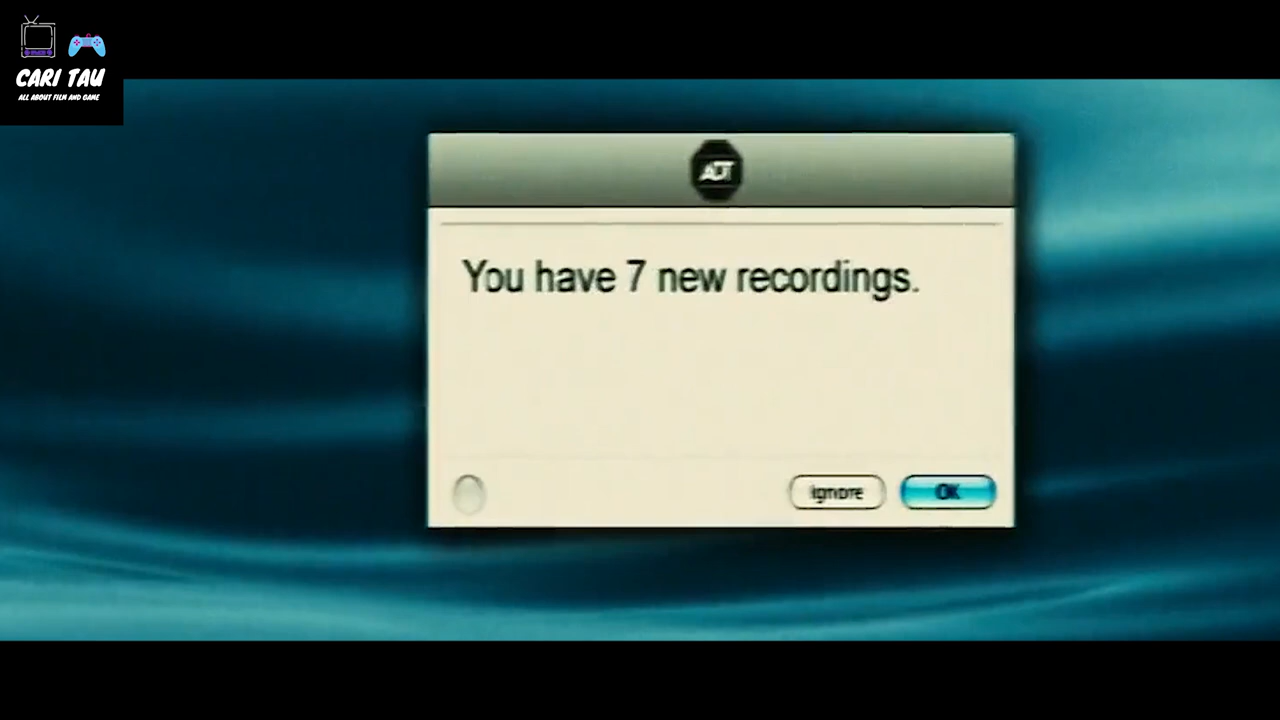 CARI TAU
ALL ABOUT FILM AND GAME
ADT
You have 7 new recordings.
Ignore
OK